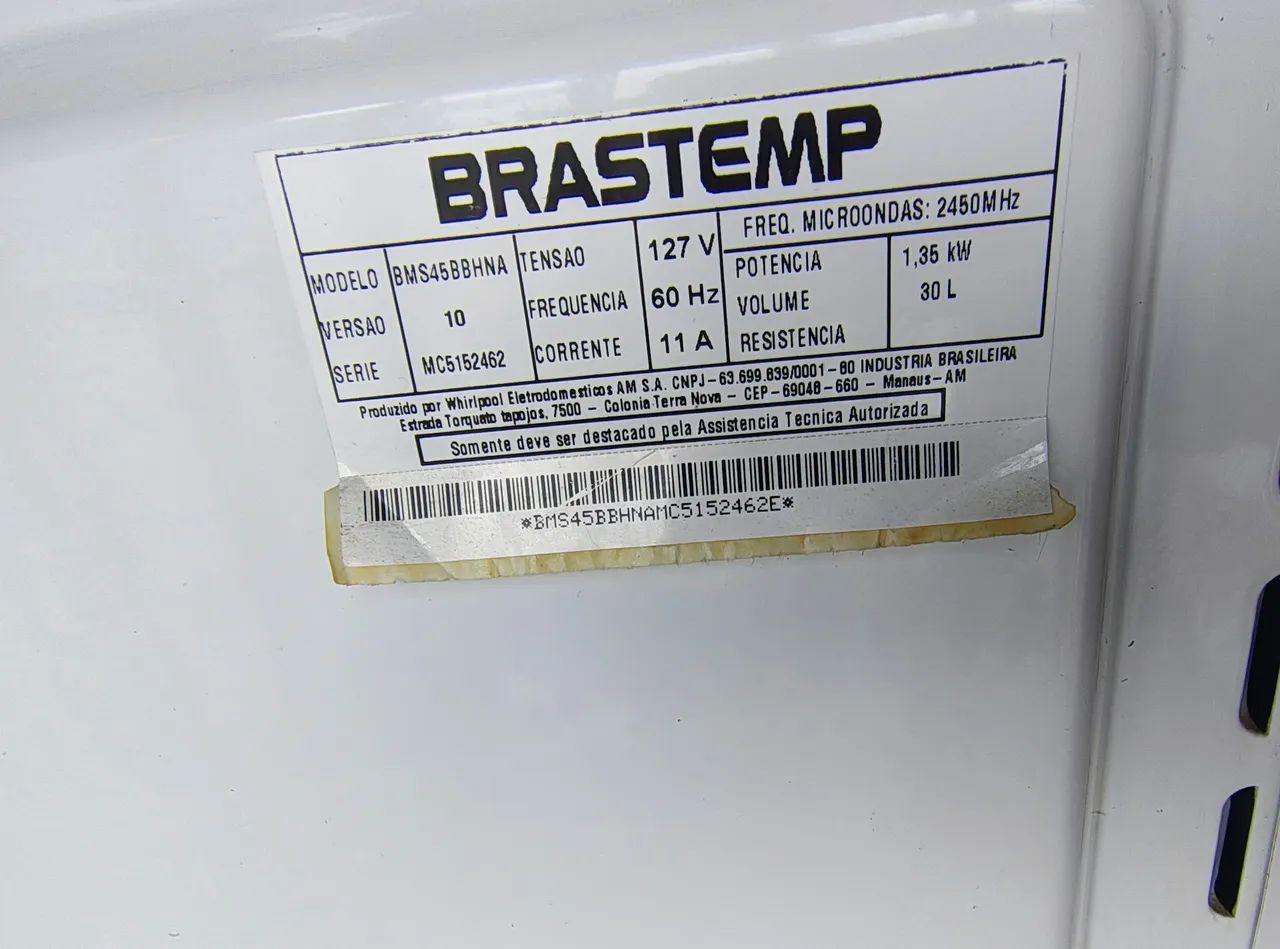 BRASTEMP
MODELO BMS45BBHNA TENSAO 127 V FREQ. MICROONDAS: 2450MHz
VERSAO 10 FREQUENCIA 60 Hz POTENCIA 1,35 kW
SERIE MC5152462 CORRENTE 11 A VOLUME 30 L
RESISTENCIA
Produzido por Whirlpool Eletrodomesticos AM S.A. CNPJ-63.699.839/0001-80 INDUSTRIA BRASILEIRA
Estrada Torquato tapajos, 7500 - Colonia Terra Nova - CEP-69048-660 - Manaus-AM
Somente deve ser destacado pela Assistencia Tecnica Autorizada
*BMS45BBHNAMC5152462E*